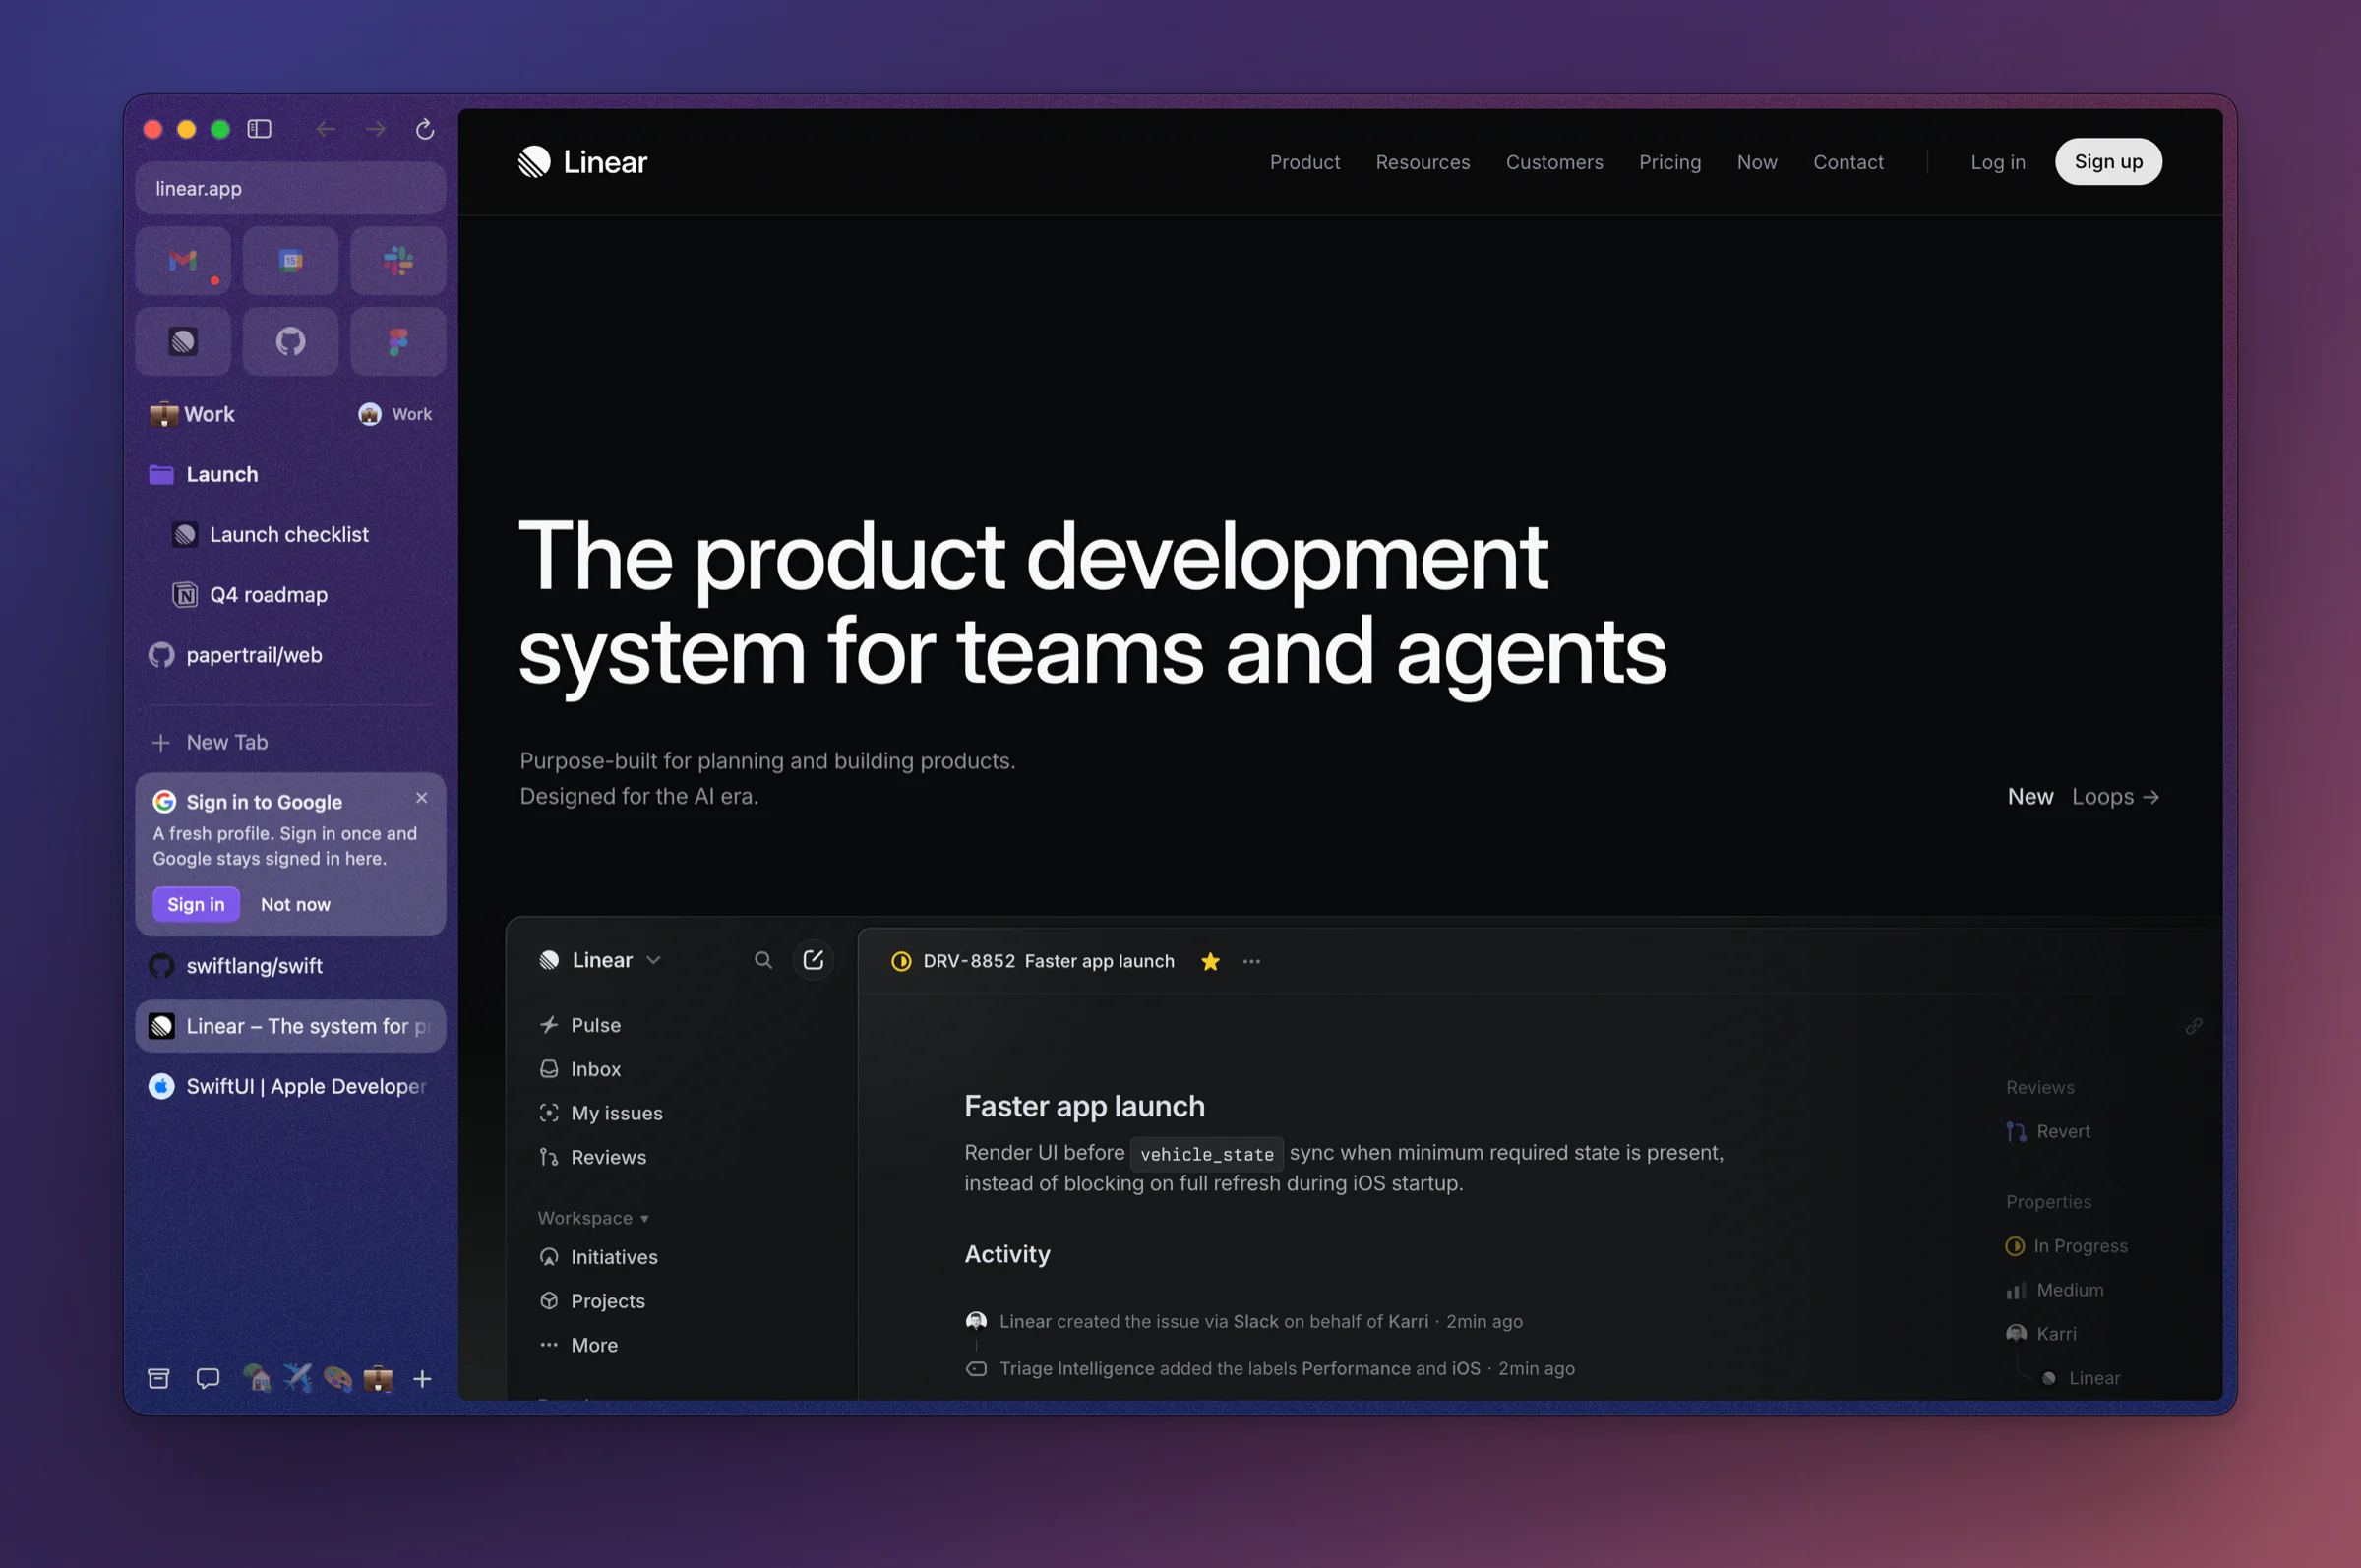 linear.app
15
Work
Work
Launch
Launch checklist
Q4 roadmap
papertrail/web
New Tab
Sign in to Google
A fresh profile. Sign in once and
Google stays signed in here.
Sign in
Not now
swiftlang/swift
Linear – The system for p
SwiftUI | Apple Developer
Linear
Product
Resources
Customers
Pricing
Now
Contact
Log in
Sign up
The product development
system for teams and agents
Purpose-built for planning and building products.
Designed for the AI era.
New Loops →
Linear
Pulse
Inbox
My issues
Reviews
Workspace
Initiatives
Projects
More
DRV-8852 Faster app launch
Faster app launch
Render UI before vehicle_state sync when minimum required state is present,
instead of blocking on full refresh during iOS startup.
Activity
Linear created the issue via Slack on behalf of Karri · 2min ago
Triage Intelligence added the labels Performance and iOS · 2min ago
Reviews
Revert
Properties
In Progress
Medium
Karri
Linear